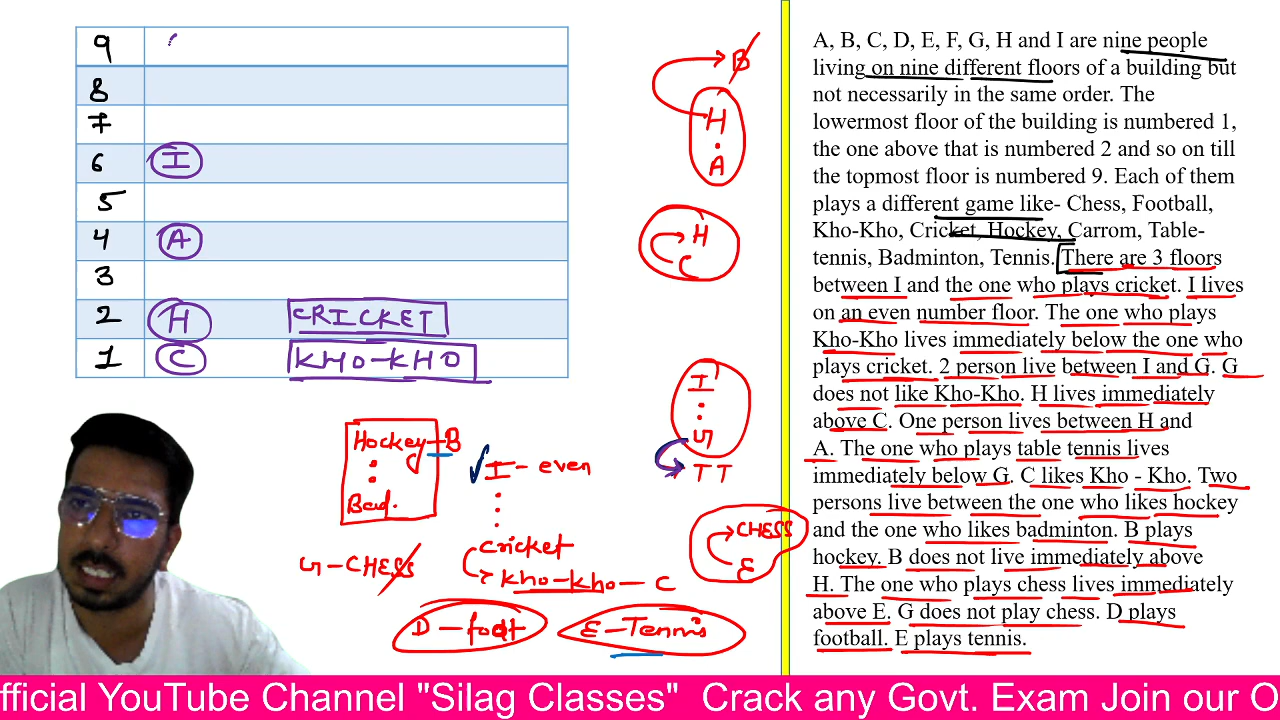 9
8
7
6 I
5
4 A
3
2 H CRICKET
1 C KHO-KHO
B
H
A
H
C
I
G
TT
CHESS
E
Hockey-B
Bad.
I - even
cricket
kho-kho - C
G-CHESS
D-foot
E-Tennis
A, B, C, D, E, F, G, H and I are nine people
living on nine different floors of a building but
not necessarily in the same order. The
lowermost floor of the building is numbered 1,
the one above that is numbered 2 and so on till
the topmost floor is numbered 9. Each of them
plays a different game like- Chess, Football,
Kho-Kho, Cricket, Hockey, Carrom, Table-
tennis, Badminton, Tennis. There are 3 floors
between I and the one who plays cricket. I lives
on an even number floor. The one who plays
Kho-Kho lives immediately below the one who
plays cricket. 2 person live between I and G. G
does not like Kho-Kho. H lives immediately
above C. One person lives between H and
A. The one who plays table tennis lives
immediately below G. C likes Kho - Kho. Two
persons live between the one who likes hockey
and the one who likes badminton. B plays
hockey. B does not live immediately above
H. The one who plays chess lives immediately
above E. G does not play chess. D plays
football. E plays tennis.
fficial YouTube Channel "Silag Classes" Crack any Govt. Exam Join our O